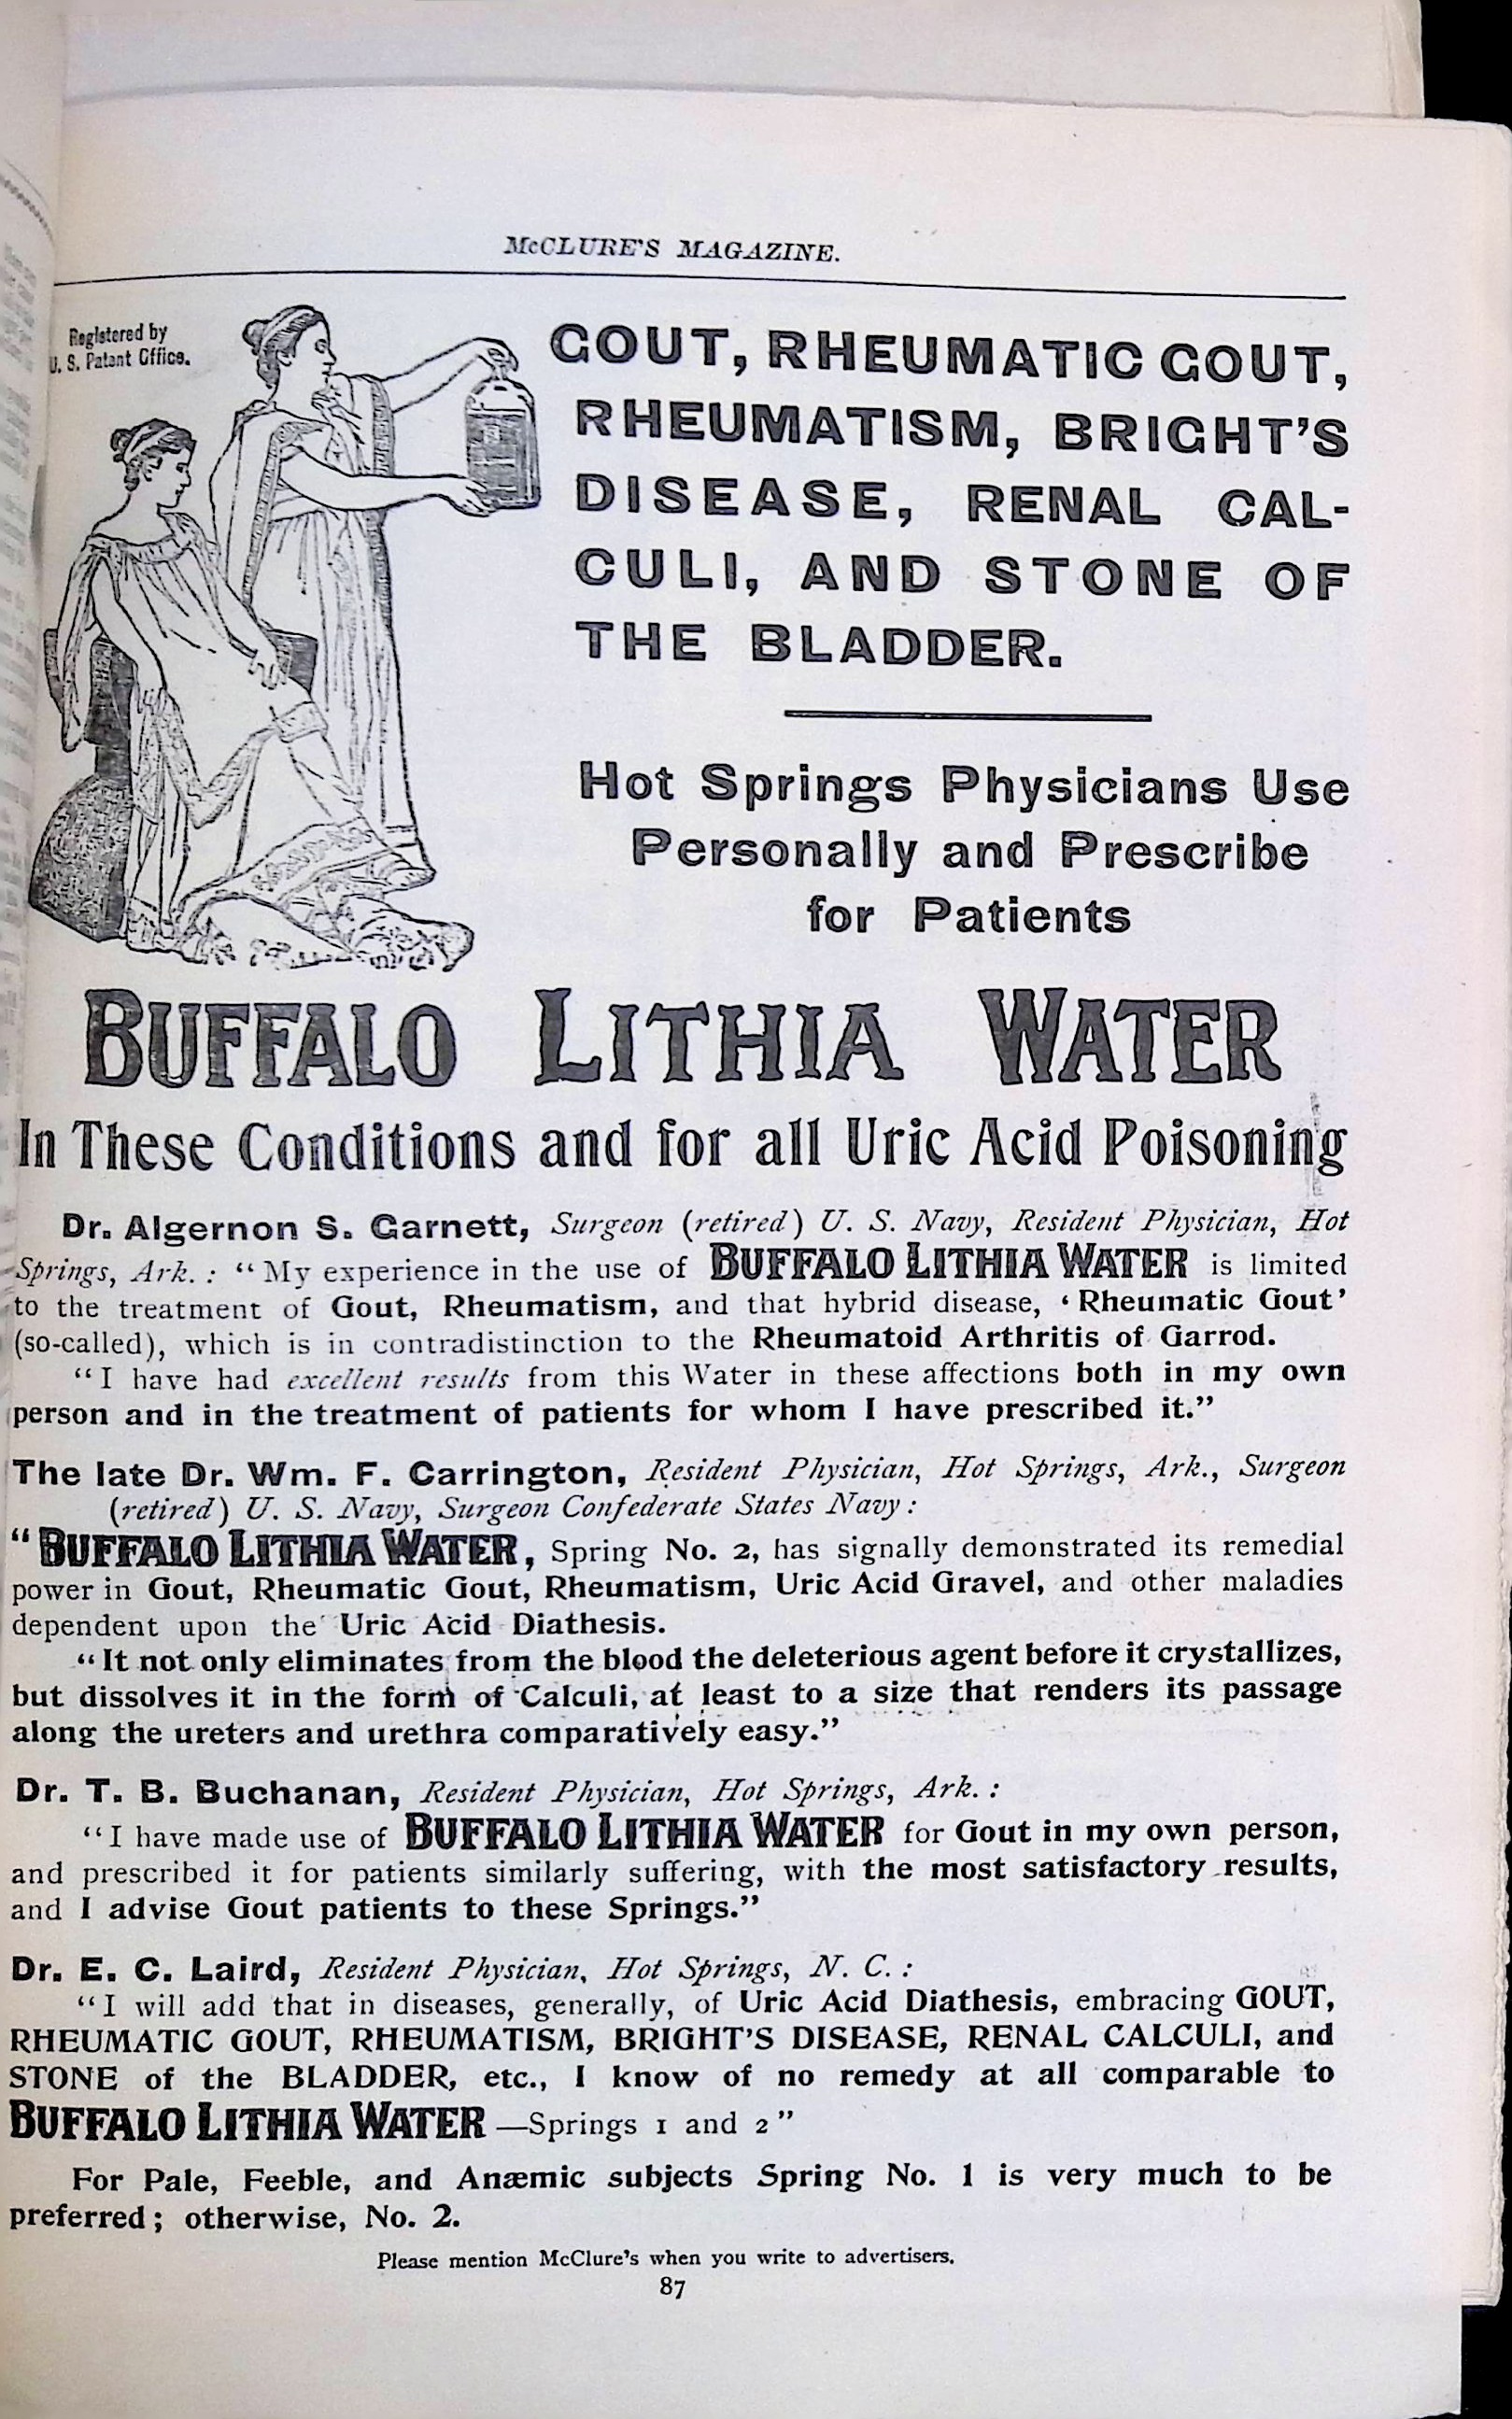 McCLURE'S MAGAZINE.
Registered by
U. S. Patent Office.
GOUT, RHEUMATIC GOUT,
RHEUMATISM, BRIGHT'S
DISEASE, RENAL CAL-
CULI, AND STONE OF
THE BLADDER.
Hot Springs Physicians Use
Personally and Prescribe
for Patients
BUFFALO LITHIA WATER
In These Conditions and for all Uric Acid Poisoning
Dr. Algernon S. Garnett, Surgeon (retired) U. S. Navy, Resident Physician, Hot
Springs, Ark.: "My experience in the use of BUFFALO LITHIA WATER is limited
to the treatment of Gout, Rheumatism, and that hybrid disease, 'Rheumatic Gout'
(so-called), which is in contradistinction to the Rheumatoid Arthritis of Garrod.
"I have had excellent results from this Water in these affections both in my own
person and in the treatment of patients for whom I have prescribed it."
The late Dr. Wm. F. Carrington, Resident Physician, Hot Springs, Ark., Surgeon
(retired) U. S. Navy, Surgeon Confederate States Navy:
"BUFFALO LITHIA WATER, Spring No. 2, has signally demonstrated its remedial
power in Gout, Rheumatic Gout, Rheumatism, Uric Acid Gravel, and other maladies
dependent upon the Uric Acid Diathesis.
"It not only eliminates from the blood the deleterious agent before it crystallizes,
but dissolves it in the form of Calculi, at least to a size that renders its passage
along the ureters and urethra comparatively easy."
Dr. T. B. Buchanan, Resident Physician, Hot Springs, Ark.:
"I have made use of BUFFALO LITHIA WATER for Gout in my own person,
and prescribed it for patients similarly suffering, with the most satisfactory results,
and I advise Gout patients to these Springs."
Dr. E. C. Laird, Resident Physician, Hot Springs, N. C.:
"I will add that in diseases, generally, of Uric Acid Diathesis, embracing GOUT,
RHEUMATIC GOUT, RHEUMATISM, BRIGHT'S DISEASE, RENAL CALCULI, and
STONE of the BLADDER, etc., I know of no remedy at all comparable to
BUFFALO LITHIA WATER—Springs 1 and 2"
For Pale, Feeble, and Anæmic subjects Spring No. 1 is very much to be
preferred; otherwise, No. 2.
Please mention McClure's when you write to advertisers.
87